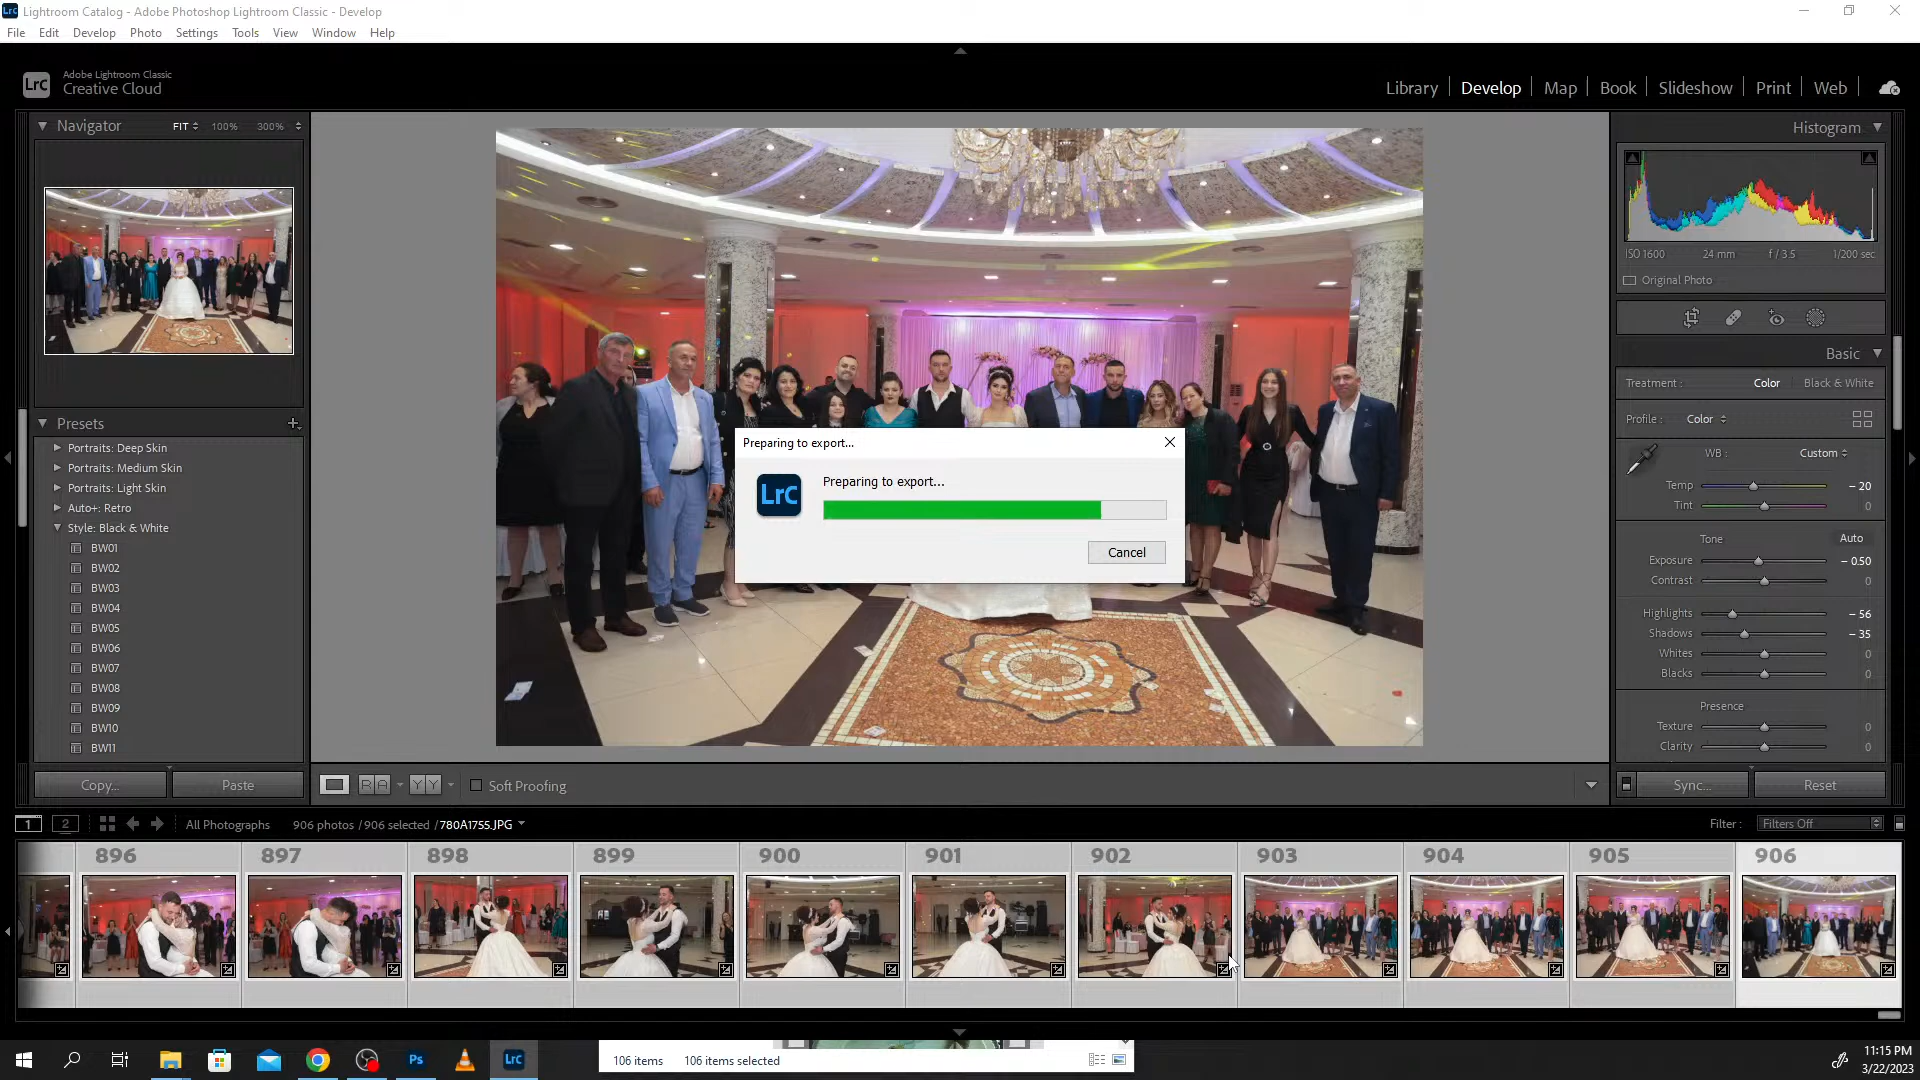 Lightroom Catalog - Adobe Photoshop Lightroom Classic - Develop
File Edit Develop Photo Settings Tools View Window Help
LrC
Adobe Lightroom Classic
Creative Cloud
Library Develop Map Book Slideshow Print Web
Navigator FIT 100% 300%
Histogram
ISO 1600 24 mm f / 3.5 1/200 sec
Original Photo
Basic
Treatment : Color Black & White
Profile : Color
WB : Custom
Temp - 20
Tint 0
Tone Auto
Exposure - 0.50
Contrast 0
Highlights - 56
Shadows - 35
Whites 0
Blacks 0
Presence
Texture 0
Clarity 0
Presets
Portraits: Deep Skin
Portraits: Medium Skin
Portraits: Light Skin
Auto+: Retro
Style: Black & White
BW01
BW02
BW03
BW04
BW05
BW06
BW07
BW08
BW09
BW10
BW11
Preparing to export...
LrC
Preparing to export...
Cancel
Copy... Paste
R A Y Y Soft Proofing
Sync... Reset
1 2 All Photographs 906 photos / 906 selected / 780A1755.JPG
Filter : Filters Off
896 897 898 899 900 901 902 903 904 905 906
Ps LrC
106 items 106 items selected
11:15 PM
3/22/2023